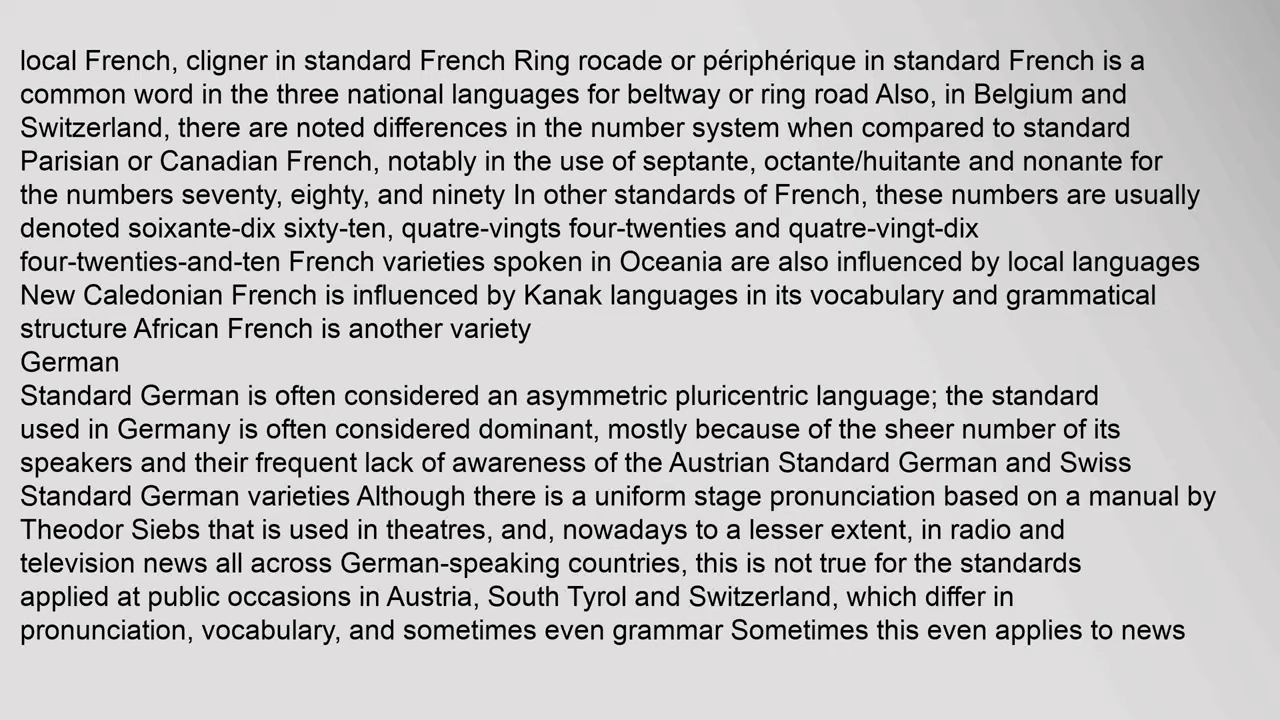 local French, cligner in standard French Ring rocade or périphérique in standard French is a
common word in the three national languages for beltway or ring road Also, in Belgium and
Switzerland, there are noted differences in the number system when compared to standard
Parisian or Canadian French, notably in the use of septante, octante/huitante and nonante for
the numbers seventy, eighty, and ninety In other standards of French, these numbers are usually
denoted soixante-dix sixty-ten, quatre-vingts four-twenties and quatre-vingt-dix
four-twenties-and-ten French varieties spoken in Oceania are also influenced by local languages
New Caledonian French is influenced by Kanak languages in its vocabulary and grammatical
structure African French is another variety
German
Standard German is often considered an asymmetric pluricentric language; the standard
used in Germany is often considered dominant, mostly because of the sheer number of its
speakers and their frequent lack of awareness of the Austrian Standard German and Swiss
Standard German varieties Although there is a uniform stage pronunciation based on a manual by
Theodor Siebs that is used in theatres, and, nowadays to a lesser extent, in radio and
television news all across German-speaking countries, this is not true for the standards
applied at public occasions in Austria, South Tyrol and Switzerland, which differ in
pronunciation, vocabulary, and sometimes even grammar Sometimes this even applies to news